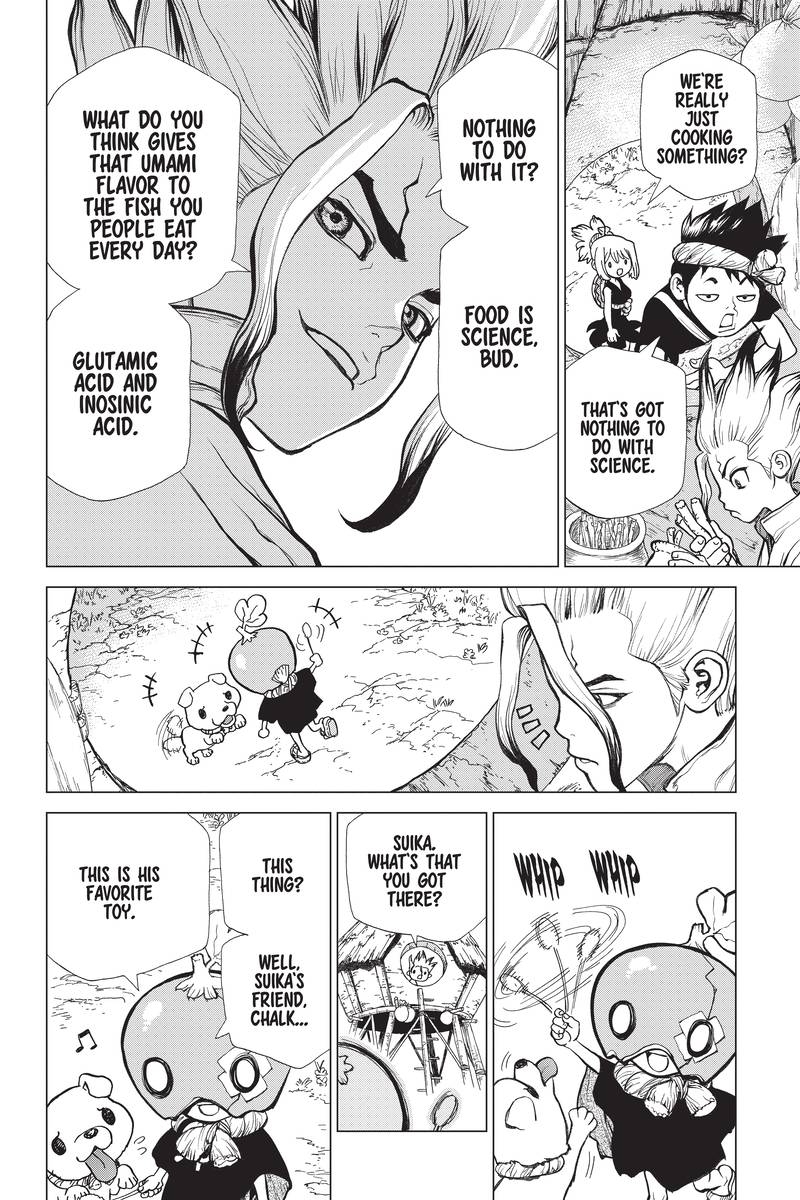 WE'RE
REALLY
JUST
COOKING
SOMETHING?
THAT'S GOT
NOTHING TO
DO WITH
SCIENCE.
NOTHING
TO DO
WITH IT?
FOOD IS
SCIENCE,
BUD.
WHAT DO YOU
THINK GIVES
THAT UMAMI
FLAVOR TO
THE FISH YOU
PEOPLE EAT
EVERY DAY?
GLUTAMIC
ACID AND
INOSINIC
ACID.
WHIP
WHIP
SUIKA.
WHAT'S THAT
YOU GOT
THERE?
THIS
THING?
WELL,
SUIKA'S
FRIEND,
CHALK...
THIS IS HIS
FAVORITE
TOY.